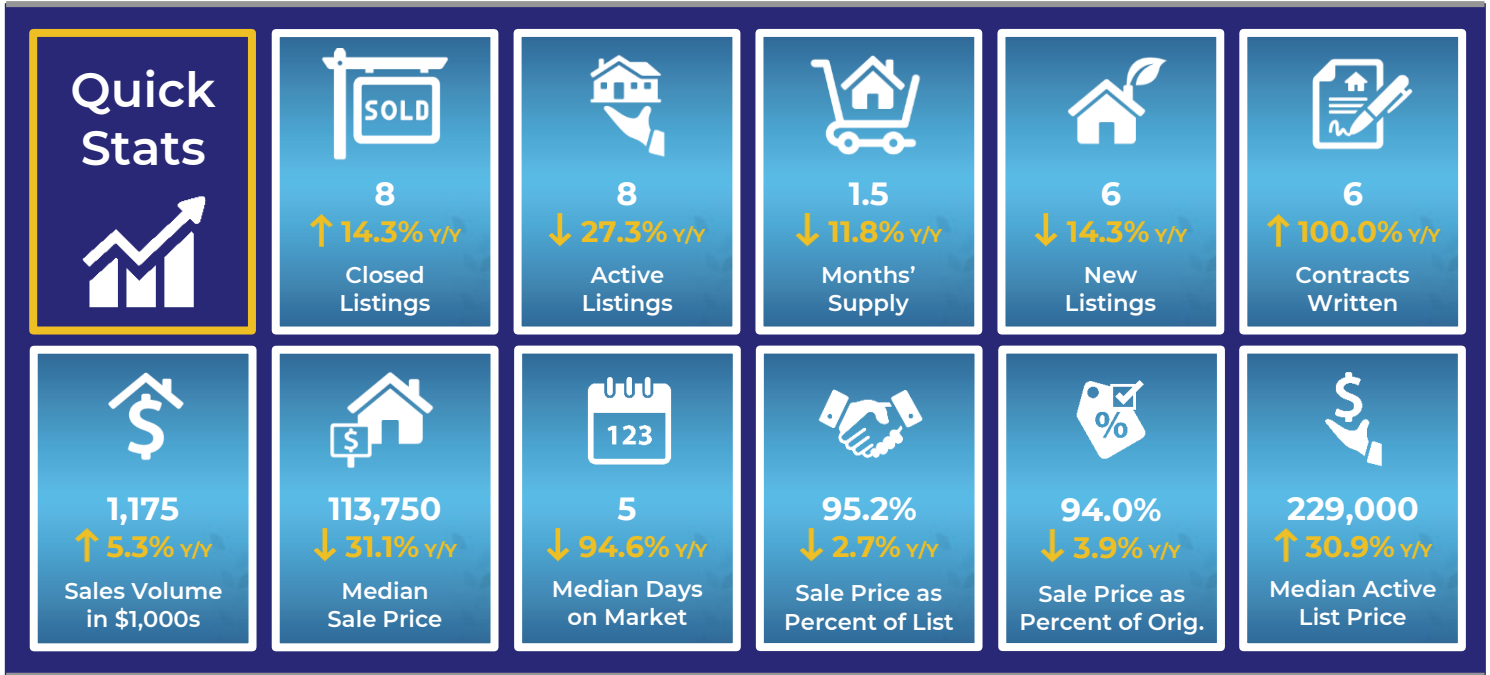 Quick
Stats
SOLD
8
↑ 14.3% Y/Y
Closed
Listings
8
↓ 27.3% Y/Y
Active
Listings
1.5
↓ 11.8% Y/Y
Months’
Supply
6
↓ 14.3% Y/Y
New
Listings
6
↑ 100.0% Y/Y
Contracts
Written
$
1,175
↑ 5.3% Y/Y
Sales Volume
in $1,000s
$
113,750
↓ 31.1% Y/Y
Median
Sale Price
123
5
↓ 94.6% Y/Y
Median Days
on Market
95.2%
↓ 2.7% Y/Y
Sale Price as
Percent of List
%
94.0%
↓ 3.9% Y/Y
Sale Price as
Percent of Orig.
$
229,000
↑ 30.9% Y/Y
Median Active
List Price